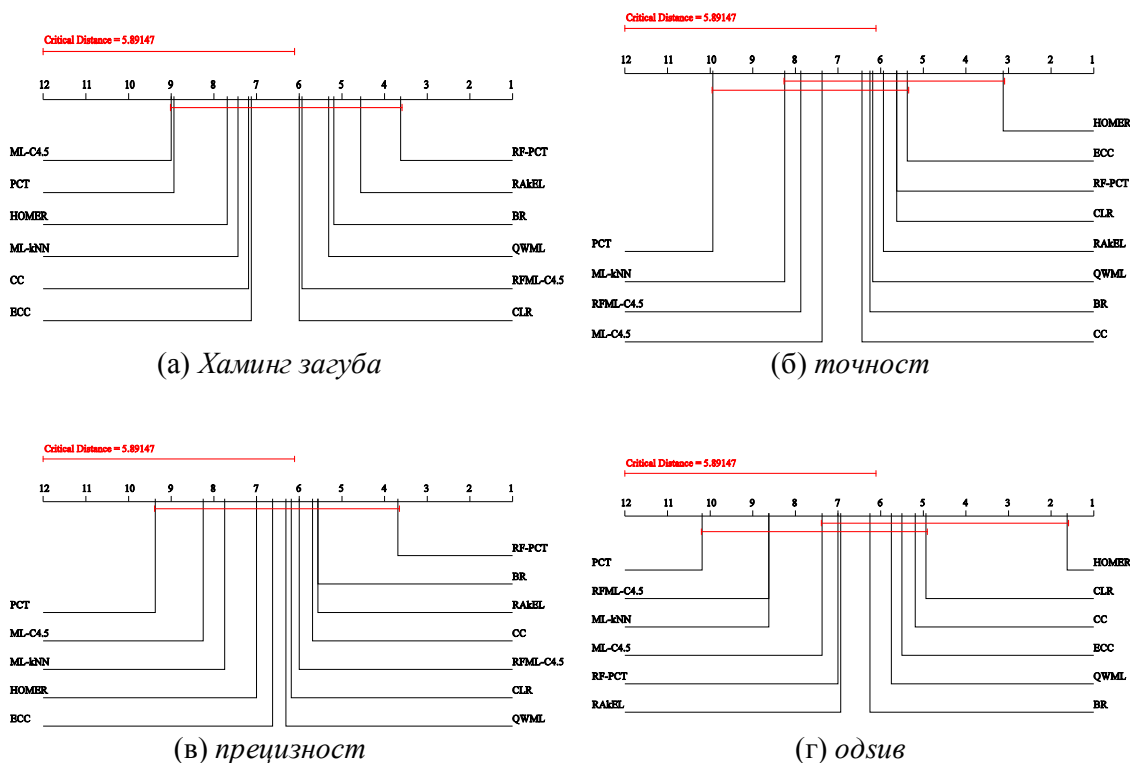 Critical Distance = 5.89147
12 11 10 9 8 7 6 5 4 3 2 1
ML-C4.5
PCT
HOMER
ML-kNN
CC
ECC
RF-PCT
RAkEL
BR
QWML
RFML-C4.5
CLR
(а) Хаминг загуба
Critical Distance = 5.89147
12 11 10 9 8 7 6 5 4 3 2 1
PCT
ML-kNN
RFML-C4.5
ML-C4.5
HOMER
ECC
RF-PCT
CLR
RAkEL
QWML
BR
CC
(б) точност
Critical Distance = 5.89147
12 11 10 9 8 7 6 5 4 3 2 1
PCT
ML-C4.5
ML-kNN
HOMER
ECC
RF-PCT
BR
RAkEL
CC
RFML-C4.5
CLR
QWML
(в) прецизност
Critical Distance = 5.89147
12 11 10 9 8 7 6 5 4 3 2 1
PCT
RFML-C4.5
ML-kNN
ML-C4.5
RF-PCT
RAkEL
HOMER
CLR
CC
ECC
QWML
BR
(г) одѕив